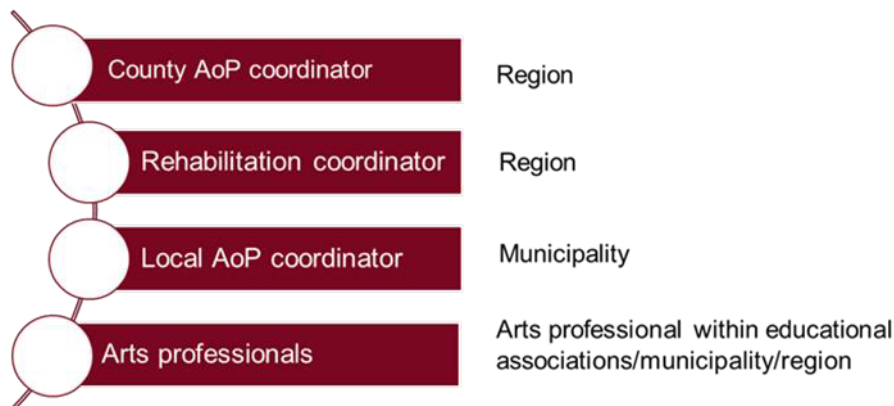 County AoP coordinator
Region
Rehabilitation coordinator
Region
Local AoP coordinator
Municipality
Arts professionals
Arts professional within educational
associations/municipality/region